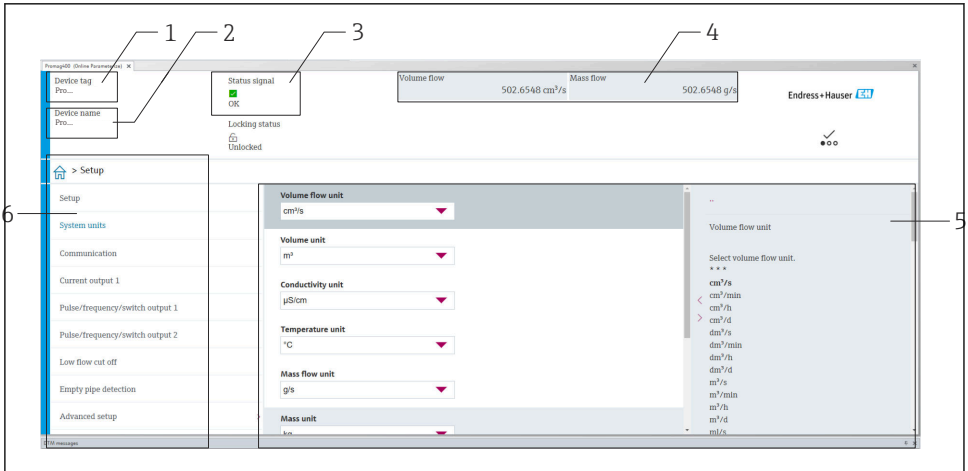 1 2 3 4
Promag400 (Online Parameterize) ×
Device tag
Pro...
Device name
Pro...
Status signal
OK
Locking status
Unlocked
Volume flow
502.6548 cm³/s
Mass flow
502.6548 g/s
Endress+Hauser EH
> Setup
6
5
Setup
System units
Communication
Current output 1
Pulse/frequency/switch output 1
Pulse/frequency/switch output 2
Low flow cut off
Empty pipe detection
Advanced setup
Volume flow unit
cm³/s
Volume unit
m³
Conductivity unit
µS/cm
Temperature unit
°C
Mass flow unit
g/s
Mass unit
kg
..
Volume flow unit
Select volume flow unit.
* * *
cm³/s
cm³/min
cm³/h
cm³/d
dm³/s
dm³/min
dm³/h
dm³/d
m³/s
m³/min
m³/h
m³/d
ml/s
DTM messages